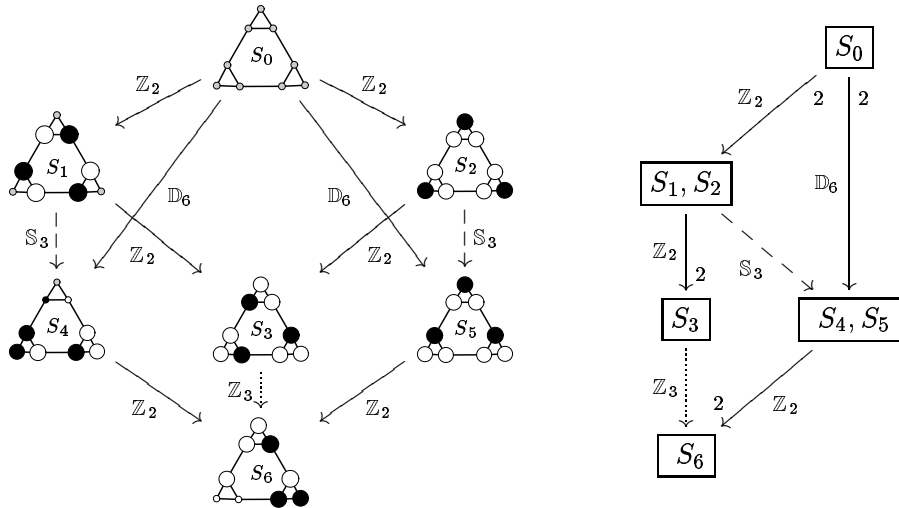 S₀
S₀
ℤ₂ ℤ₂
ℤ₂ 2 2
S₁ S₂
S₁, S₂
𝔻₆ 𝔻₆
𝔻₆
𝕊₃ ℤ₂ ℤ₂ 𝕊₃
ℤ₂ 2 𝕊₃
S₄ S₃ S₅
S₃ S₄, S₅
ℤ₂ ℤ₃ ℤ₂
ℤ₃ 2 ℤ₂
S₆
S₆